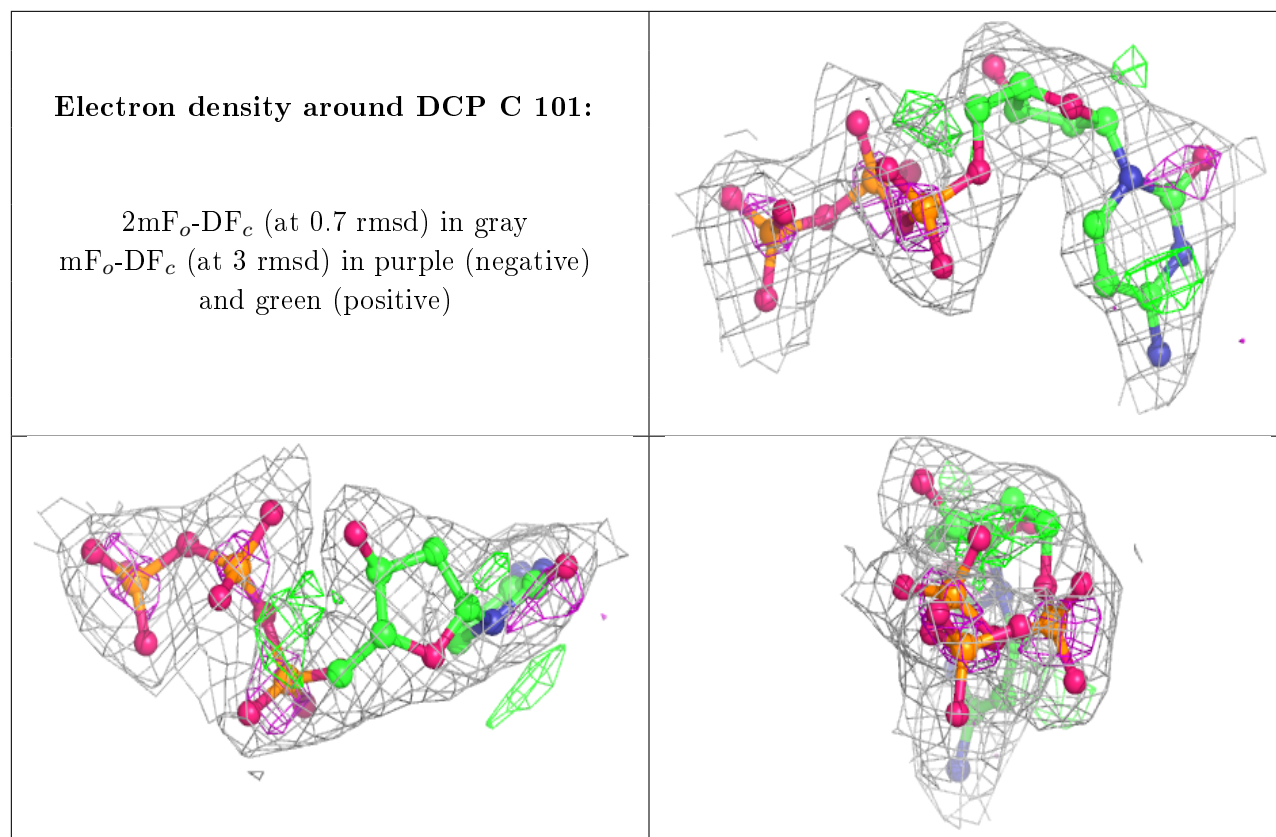 Electron density around DCP C 101:
2mFo-DFc (at 0.7 rmsd) in gray
mFo-DFc (at 3 rmsd) in purple (negative)
and green (positive)